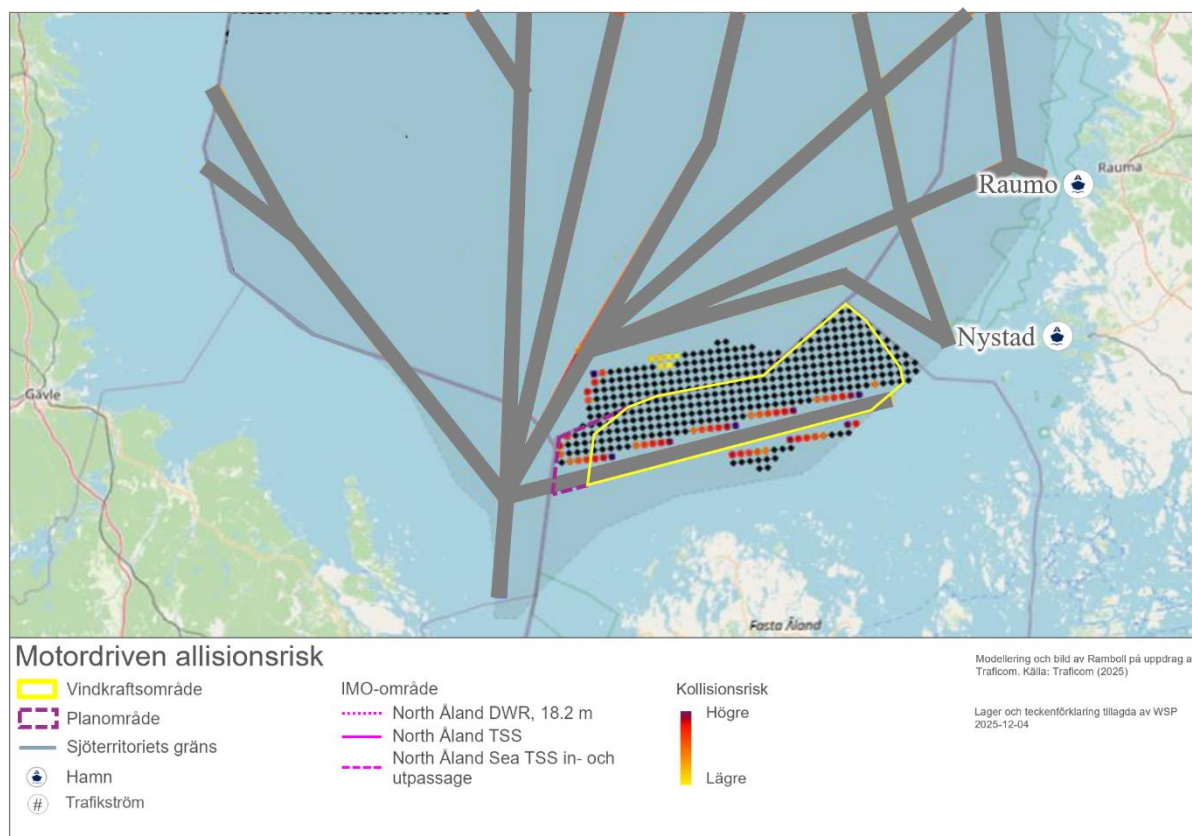 Rauma
Raumo
Nystad
Gävle
Fasta Åland
Motordriven allisionsrisk
Vindkraftsområde
Planområde
Sjöterritoriets gräns
Hamn
# Trafikström
IMO-område
North Åland DWR, 18.2 m
North Åland TSS
North Åland Sea TSS in- och
utpassage
Kollisionsrisk
Högre
Lägre
Modellering och bild av Ramboll på uppdrag a
Traficom. Källa: Traficom (2025)
Lager och teckenförklaring tillagda av WSP
2025-12-04